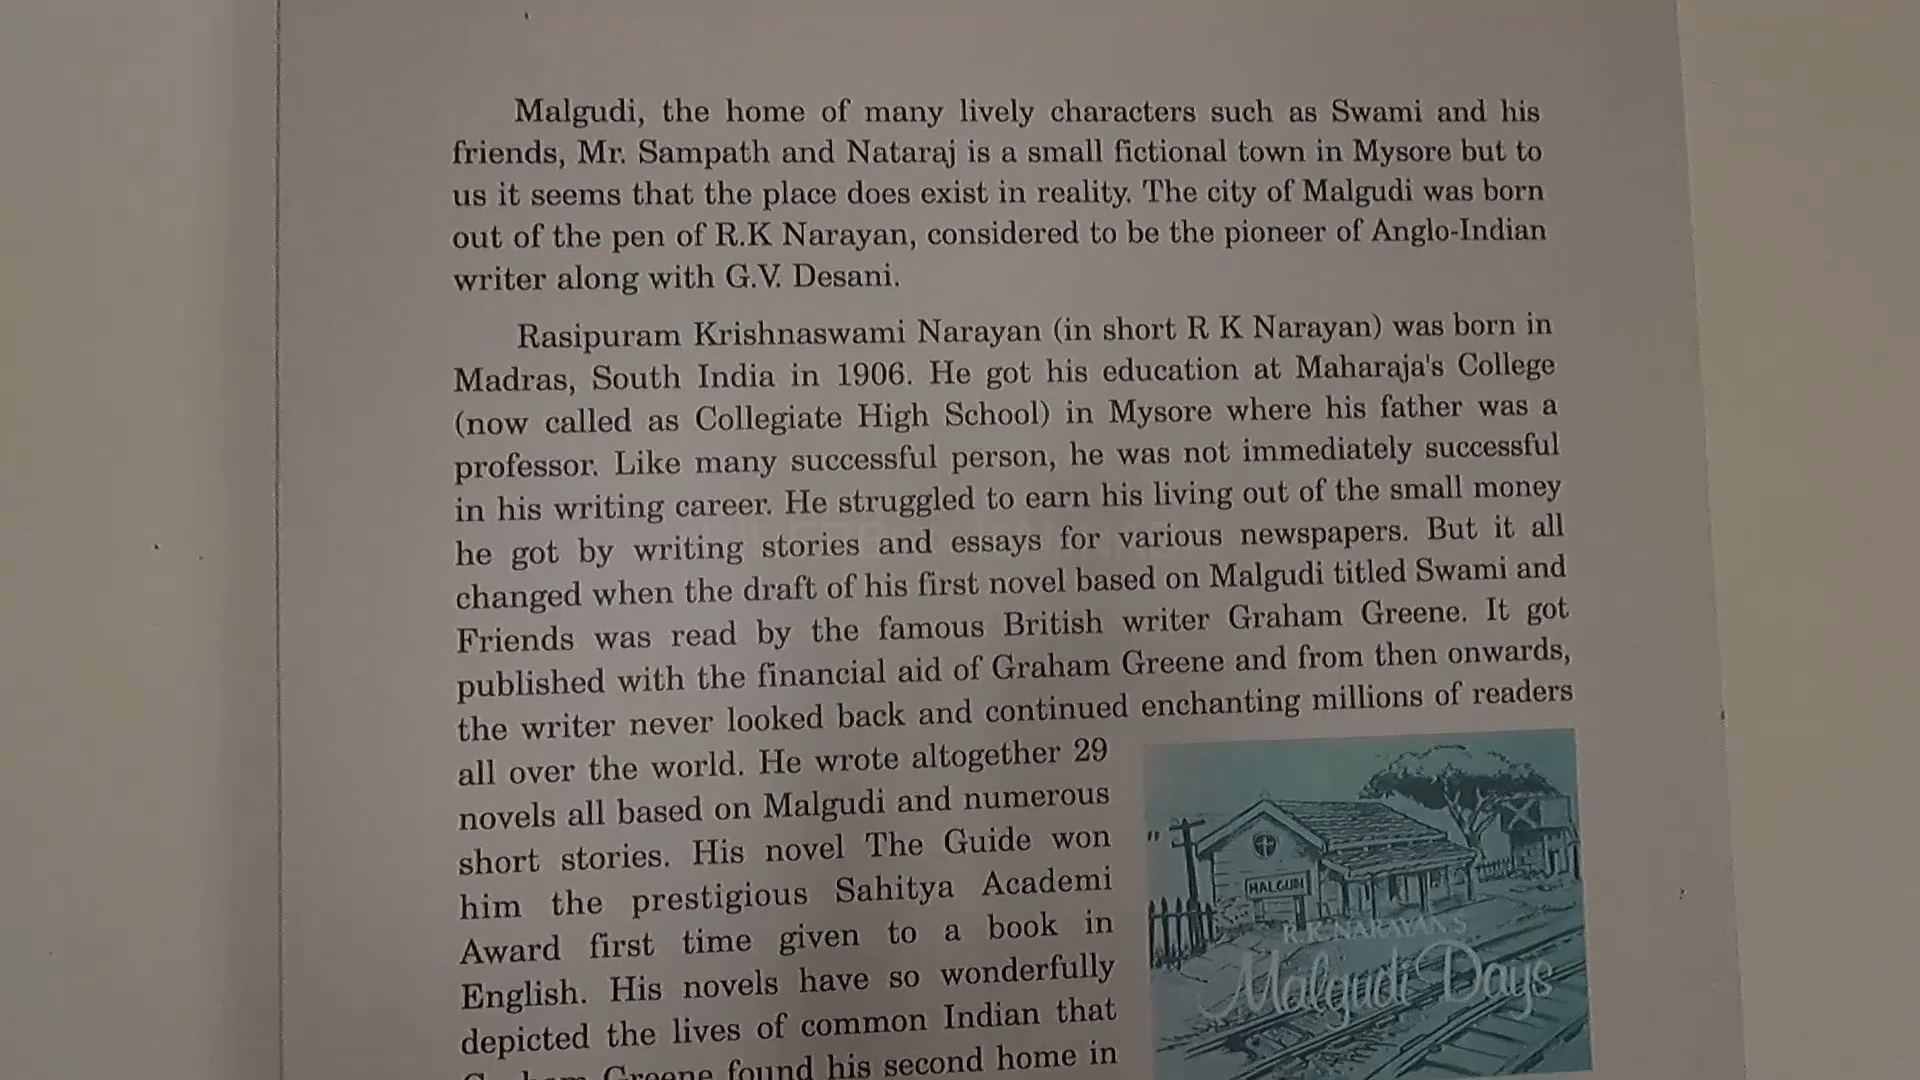 Malgudi, the home of many lively characters such as Swami and his
friends, Mr. Sampath and Nataraj is a small fictional town in Mysore but to
us it seems that the place does exist in reality. The city of Malgudi was born
out of the pen of R.K Narayan, considered to be the pioneer of Anglo-Indian
writer along with G.V. Desani.
Rasipuram Krishnaswami Narayan (in short R K Narayan) was born in
Madras, South India in 1906. He got his education at Maharaja's College
(now called as Collegiate High School) in Mysore where his father was a
professor. Like many successful person, he was not immediately successful
in his writing career. He struggled to earn his living out of the small money
he got by writing stories and essays for various newspapers. But it all
changed when the draft of his first novel based on Malgudi titled Swami and
Friends was read by the famous British writer Graham Greene. It got
published with the financial aid of Graham Greene and from then onwards,
the writer never looked back and continued enchanting millions of readers
all over the world. He wrote altogether 29
novels all based on Malgudi and numerous
short stories. His novel The Guide won
him the prestigious Sahitya Academi
Award first time given to a book in
English. His novels have so wonderfully
depicted the lives of common Indian that
Greene found his second home in
MALGUDI
R.K NARAYAN'S
Malgudi Days